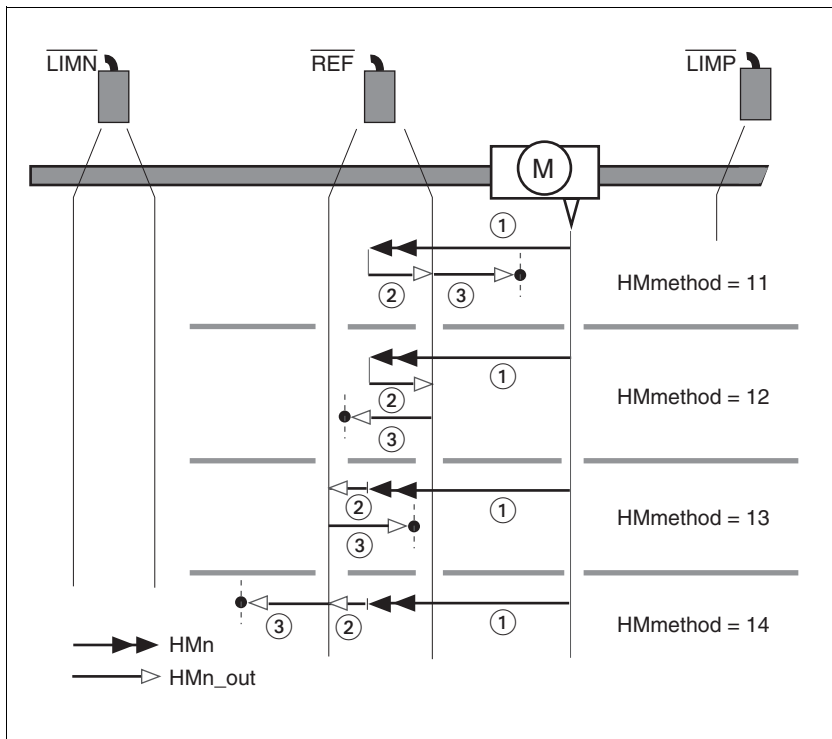 LIMN REF LIMP
M
1
2 3
HMmethod = 11
1
2
HMmethod = 12
3
2 1
HMmethod = 13
3
3 2 1
HMmethod = 14
HMn
HMn_out